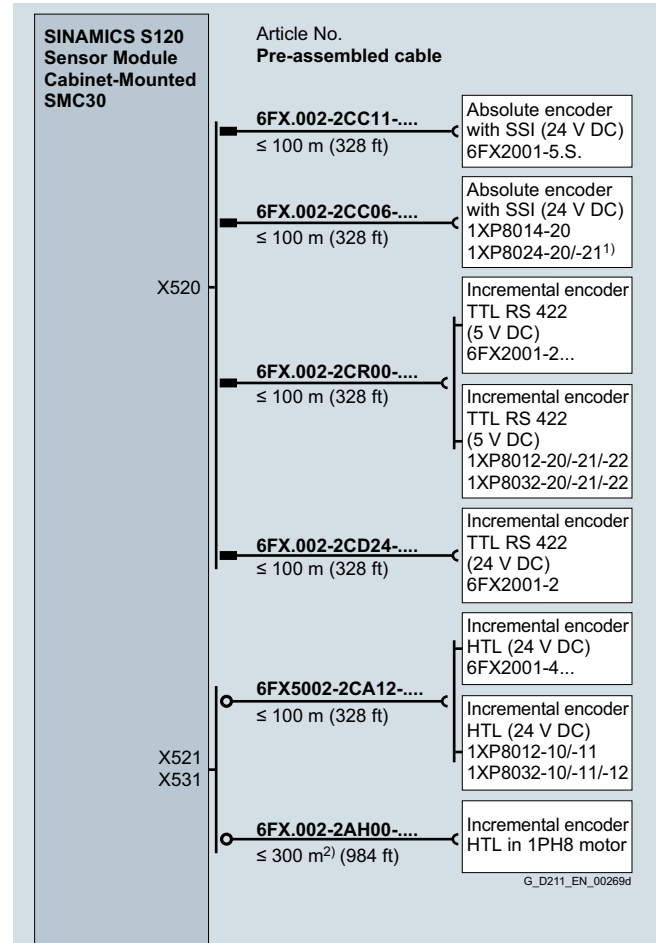 SINAMICS S120
Sensor Module
Cabinet-Mounted
SMC30
Article No.
Pre-assembled cable
6FX.002-2CC11-....
≤ 100 m (328 ft)
Absolute encoder
with SSI (24 V DC)
6FX2001-5.S.
6FX.002-2CC06-....
≤ 100 m (328 ft)
Absolute encoder
with SSI (24 V DC)
1XP8014-20
1XP8024-20/-21¹⁾
X520
Incremental encoder
TTL RS 422
(5 V DC)
6FX2001-2...
6FX.002-2CR00-....
≤ 100 m (328 ft)
Incremental encoder
TTL RS 422
(5 V DC)
1XP8012-20/-21/-22
1XP8032-20/-21/-22
6FX.002-2CD24-....
≤ 100 m (328 ft)
Incremental encoder
TTL RS 422
(24 V DC)
6FX2001-2
Incremental encoder
HTL (24 V DC)
6FX2001-4...
6FX5002-2CA12-....
≤ 100 m (328 ft)
Incremental encoder
HTL (24 V DC)
1XP8012-10/-11
1XP8032-10/-11/-12
X521
X531
6FX.002-2AH00-....
≤ 300 m²⁾ (984 ft)
Incremental encoder
HTL in 1PH8 motor
G_D211_EN_00269d